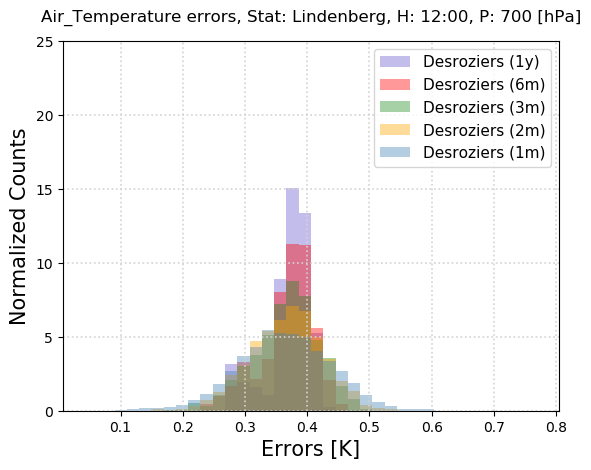 Air_Temperature errors, Stat: Lindenberg, H: 12:00, P: 700 [hPa]
25
20
15
10
5
0
Normalized Counts
Desroziers (1y)
Desroziers (6m)
Desroziers (3m)
Desroziers (2m)
Desroziers (1m)
0.1 0.2 0.3 0.4 0.5 0.6 0.7 0.8
Errors [K]